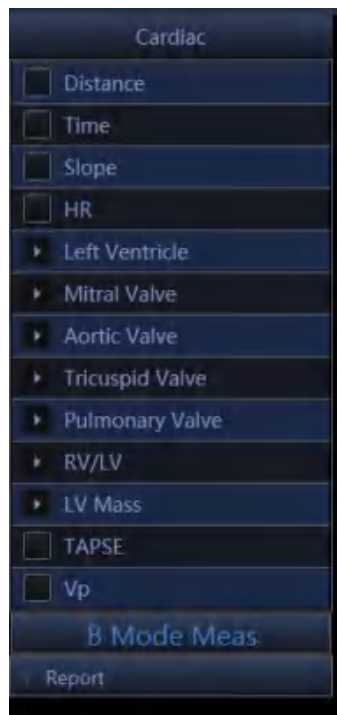 Cardiac
Distance
Time
Slope
HR
Left Ventricle
Mitral Valve
Aortic Valve
Tricuspid Valve
Pulmonary Valve
RV/LV
LV Mass
TAPSE
Vp
B Mode Meas
Report